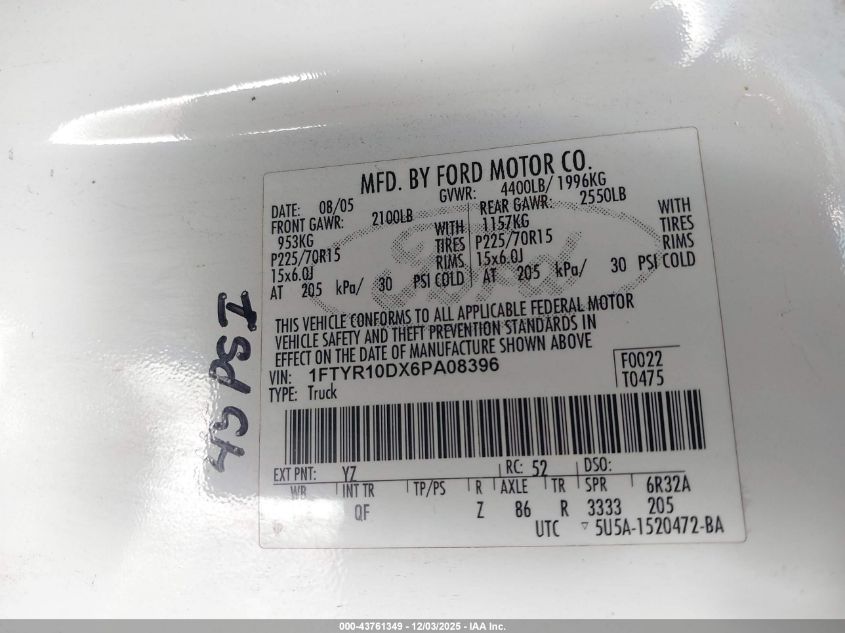 MFD. BY FORD MOTOR CO.
DATE: 08/05 GVWR: 4400LB/ 1996KG
FRONT GAWR: 2100LB REAR GAWR: 2550LB
953KG WITH 1157KG WITH
P225/70R15 TIRES P225/70R15 TIRES
15x6.0J RIMS 15x6.0J RIMS
AT 205 kPa/ 30 PSI COLD AT 205 kPa/ 30 PSI COLD
Ford
THIS VEHICLE CONFORMS TO ALL APPLICABLE FEDERAL MOTOR
VEHICLE SAFETY AND THEFT PREVENTION STANDARDS IN
EFFECT ON THE DATE OF MANUFACTURE SHOWN ABOVE
VIN: 1FTYR10DX6PA08396 F0022
TYPE: Truck T0475
45 PSI
EXT PNT: YZ RC: 52 DSO:
WB INT TR TP/PS R AXLE TR SPR 6R32A
QF Z 86 R 3333 205
UTC ▽ 5U5A-1520472-BA
000-43761349 - 12/03/2025 - IAA Inc.